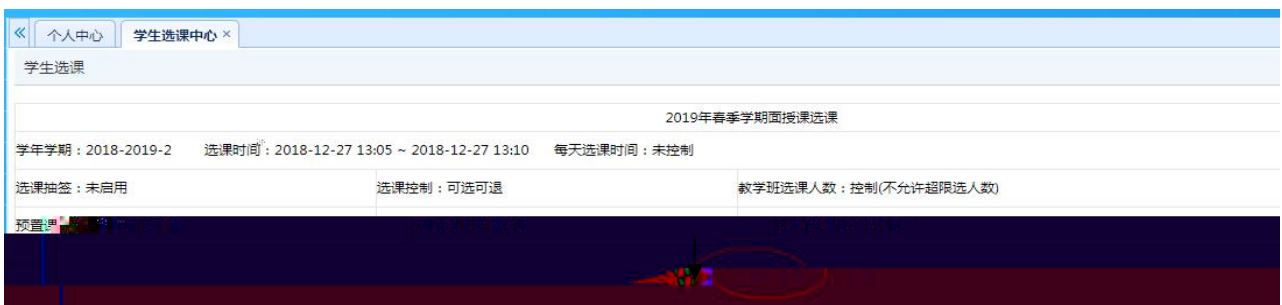 个人中心 学生选课中心 ×
学生选课
2019年春季学期面授课选课
学年学期：2018-2019-2 选课时间：2018-12-27 13:05 ~ 2018-12-27 13:10 每天选课时间：未控制
选课抽签：未启用 选课控制：可选可退 教学班选课人数：控制(不允许超限选人数)
预置课